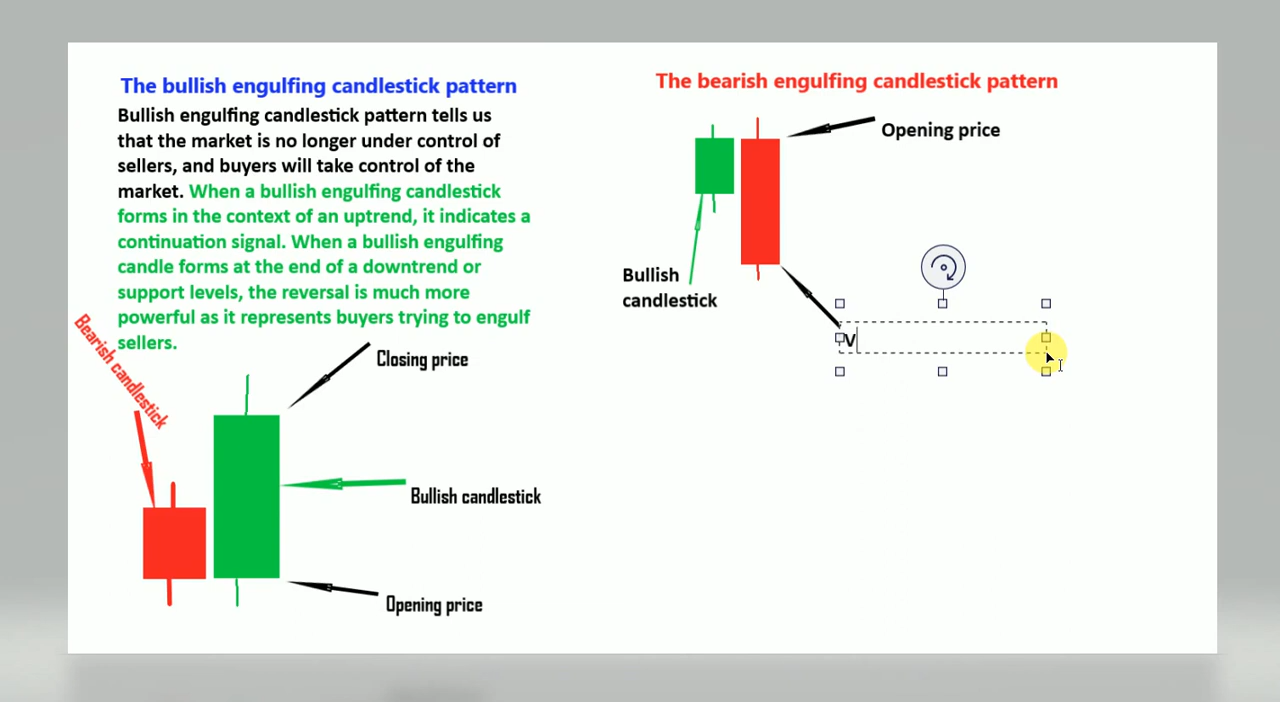 The bullish engulfing candlestick pattern
Bullish engulfing candlestick pattern tells us
that the market is no longer under control of
sellers, and buyers will take control of the
market. When a bullish engulfing candlestick
forms in the context of an uptrend, it indicates a
continuation signal. When a bullish engulfing
candle forms at the end of a downtrend or
support levels, the reversal is much more
powerful as it represents buyers trying to engulf
sellers.
Bearish candlestick
Closing price
Bullish candlestick
Opening price
The bearish engulfing candlestick pattern
Opening price
Bullish
candlestick
V